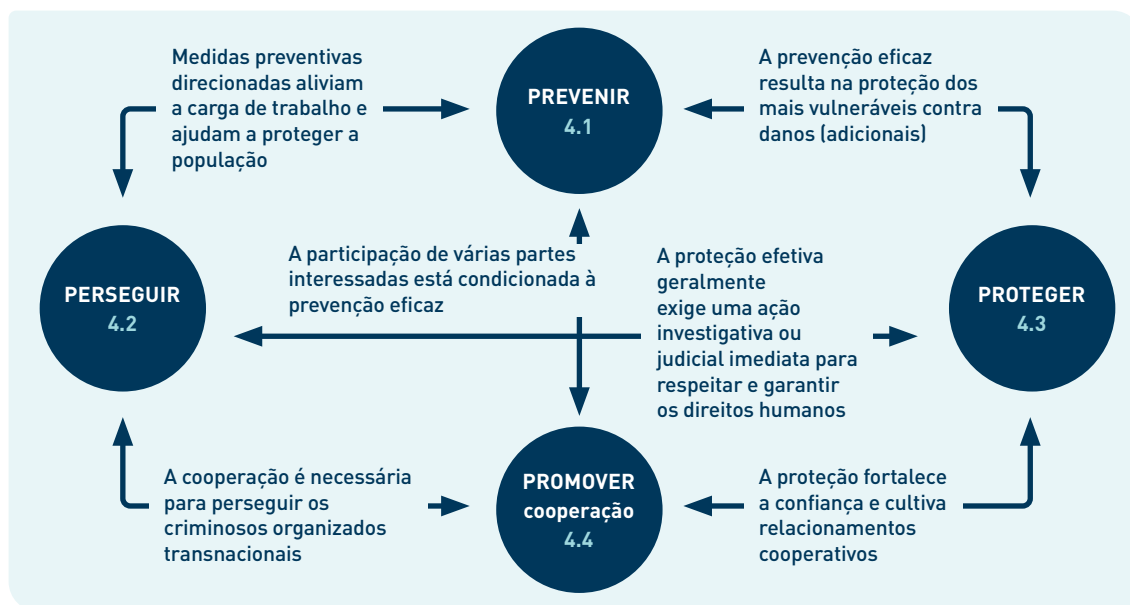 Medidas preventivas
direcionadas aliviam
a carga de trabalho e
ajudam a proteger a
população
PREVENIR
4.1
A prevenção eficaz
resulta na proteção dos
mais vulneráveis contra
danos (adicionais)
PERSEGUIR
4.2
A participação de várias partes
interessadas está condicionada à
prevenção eficaz
A proteção efetiva
geralmente
exige uma ação
investigativa ou
judicial imediata para
respeitar e garantir
os direitos humanos
PROTEGER
4.3
A cooperação é necessária
para perseguir os
criminosos organizados
transnacionais
PROMOVER
cooperação
4.4
A proteção fortalece
a confiança e cultiva
relacionamentos
cooperativos